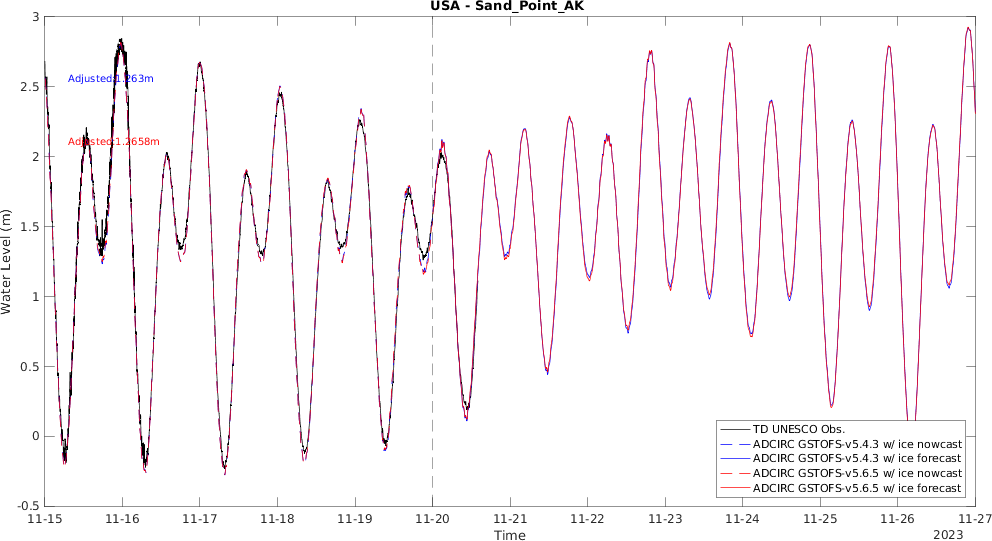 USA - Sand_Point_AK
3
2.5
2
1.5
1
0.5
0
-0.5
Water Level (m)
Adjusted:1.263m
Adjusted:1.2658m
TD UNESCO Obs.
ADCIRC GSTOFS-v5.4.3 w/ ice nowcast
ADCIRC GSTOFS-v5.4.3 w/ ice forecast
ADCIRC GSTOFS-v5.6.5 w/ ice nowcast
ADCIRC GSTOFS-v5.6.5 w/ ice forecast
11-15 11-16 11-17 11-18 11-19 11-20 11-21 11-22 11-23 11-24 11-25 11-26 11-27
Time
2023